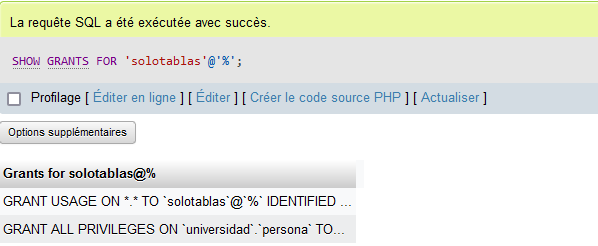 La requête SQL a été exécutée avec succès.
SHOW GRANTS FOR 'solotablas'@'%';
Profilage [ Éditer en ligne ] [ Éditer ] [ Créer le code source PHP ] [ Actualiser ]
Options supplémentaires
Grants for solotablas@%
GRANT USAGE ON *.* TO `solotablas`@`%` IDENTIFIED ...
GRANT ALL PRIVILEGES ON `universidad`.`persona` TO...